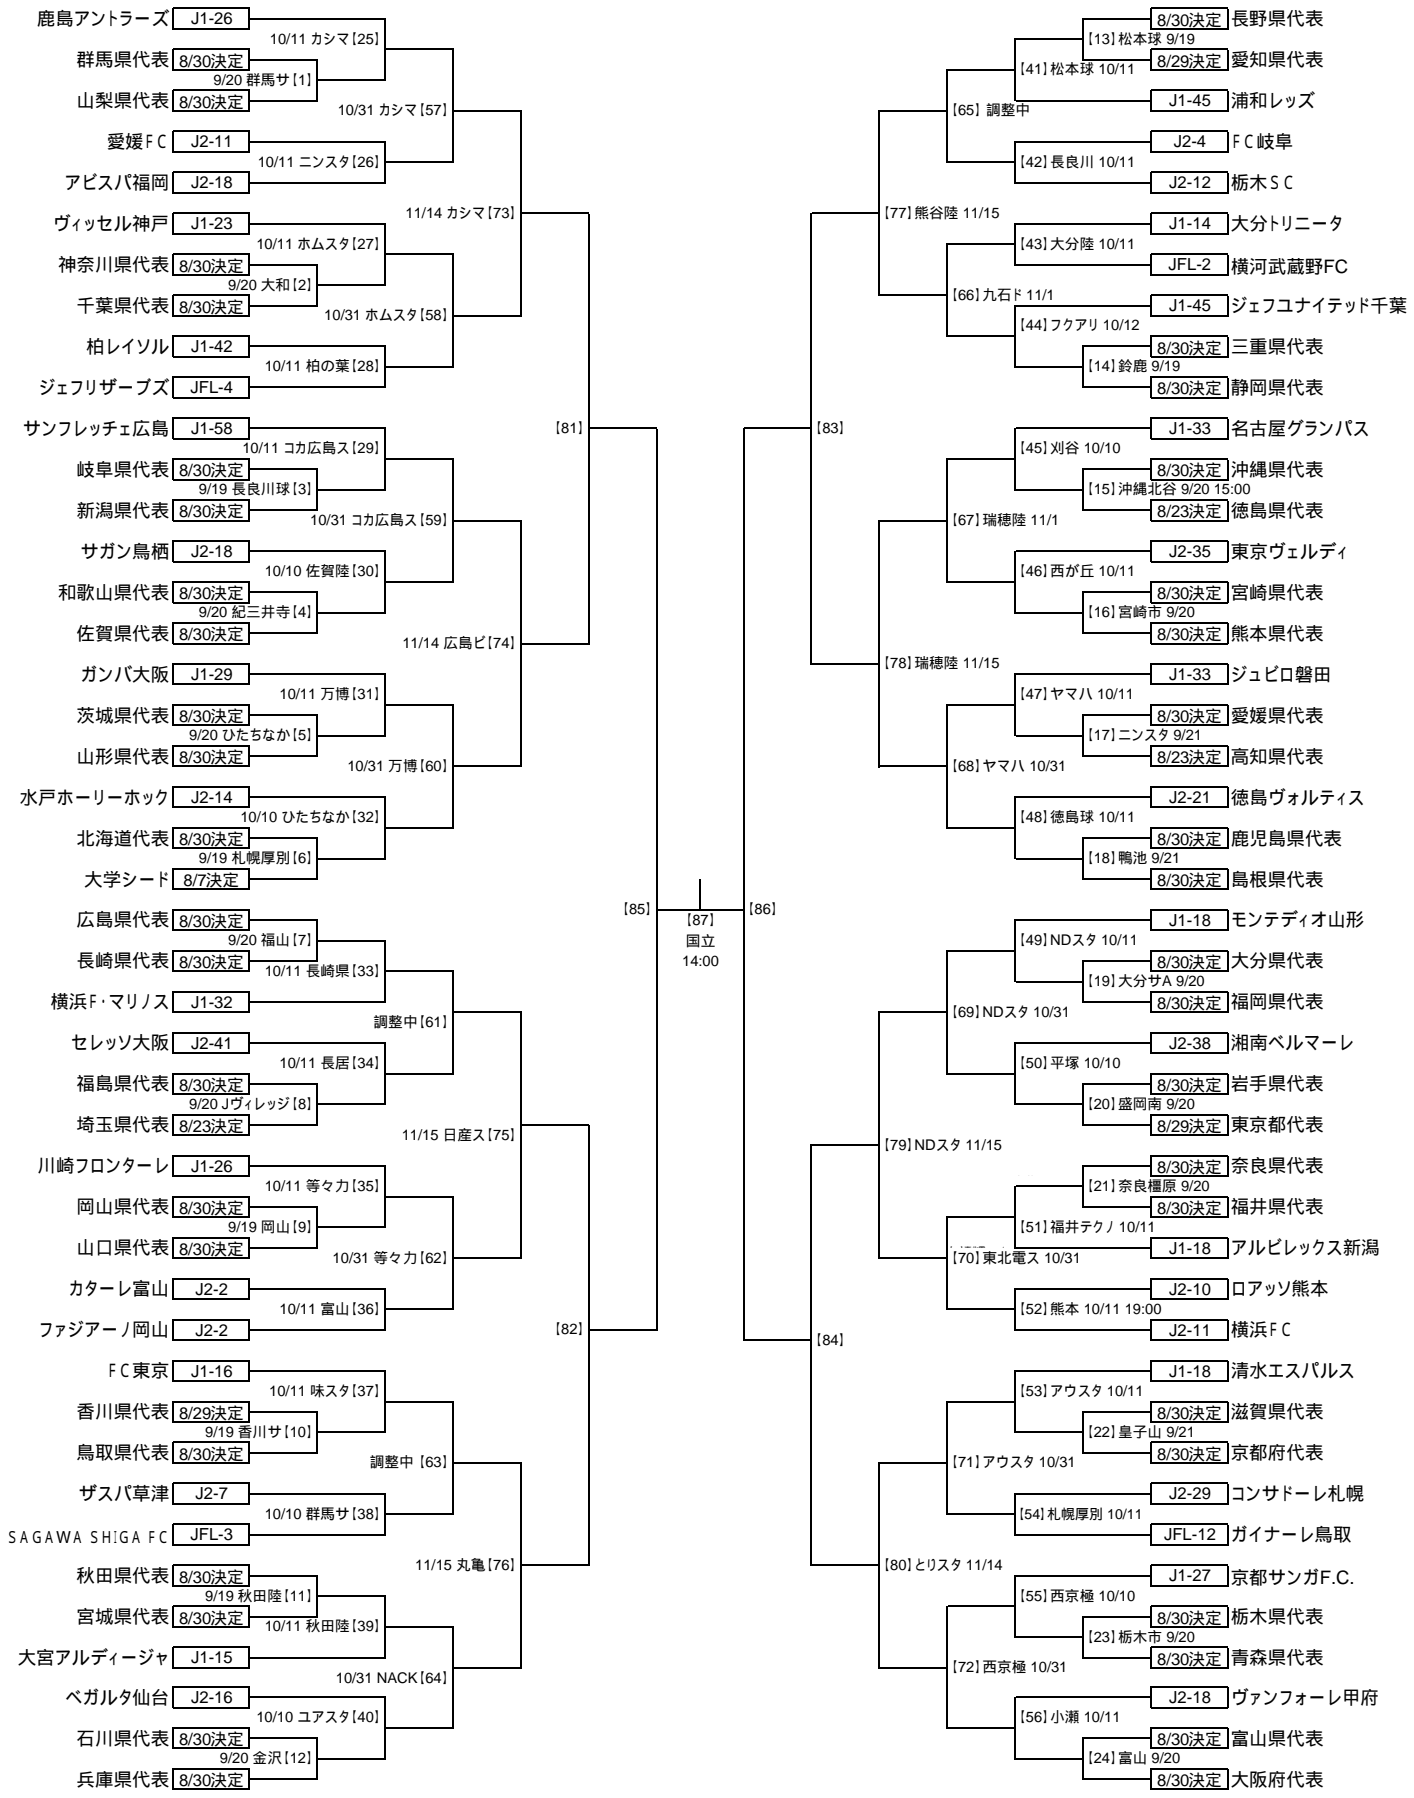 鹿島アントラーズ J1-26
10/11 カシマ【25】
群馬県代表 8/30決定
9/20 群馬サ【1】
山梨県代表 8/30決定
10/31 カシマ【57】
愛媛FC J2-11
10/11 ニンスタ【26】
アビスパ福岡 J2-18
11/14 カシマ【73】
ヴィッセル神戸 J1-23
10/11 ホムスタ【27】
神奈川県代表 8/30決定
9/20 大和【2】
千葉県代表 8/30決定
10/31 ホムスタ【58】
柏レイソル J1-42
10/11 柏の葉【28】
ジェフリザーブズ JFL-4
サンフレッチェ広島 J1-58
【81】
10/11 コカ広島ス【29】
岐阜県代表 8/30決定
9/19 長良川球【3】
新潟県代表 8/30決定
10/31 コカ広島ス【59】
サガン鳥栖 J2-18
10/10 佐賀陸【30】
和歌山県代表 8/30決定
9/20 紀三井寺【4】
佐賀県代表 8/30決定
11/14 広島ビ【74】
ガンバ大阪 J1-29
10/11 万博【31】
茨城県代表 8/30決定
9/20 ひたちなか【5】
山形県代表 8/30決定
10/31 万博【60】
水戸ホーリーホック J2-14
10/10 ひたちなか【32】
北海道代表 8/30決定
9/19 札幌厚別【6】
大学シード 8/7決定
【85】
広島県代表 8/30決定
9/20 福山【7】
長崎県代表 8/30決定
10/11 長崎県【33】
横浜F・マリノス J1-32
調整中【61】
セレッソ大阪 J2-41
10/11 長居【34】
福島県代表 8/30決定
9/20 Jヴィレッジ【8】
埼玉県代表 8/23決定
11/15 日産ス【75】
川崎フロンターレ J1-26
10/11 等々力【35】
岡山県代表 8/30決定
9/19 岡山【9】
山口県代表 8/30決定
10/31 等々力【62】
カターレ富山 J2-2
10/11 富山【36】
ファジアーノ岡山 J2-2
【82】
FC東京 J1-16
10/11 味スタ【37】
香川県代表 8/29決定
9/19 香川サ【10】
鳥取県代表 8/30決定
調整中【63】
ザスパ草津 J2-7
10/10 群馬サ【38】
SAGAWA SHIGA FC JFL-3
11/15 丸亀【76】
秋田県代表 8/30決定
9/19 秋田陸【11】
宮城県代表 8/30決定
10/11 秋田陸【39】
大宮アルディージャ J1-15
10/31 NACK【64】
ベガルタ仙台 J2-16
10/10 ユアスタ【40】
石川県代表 8/30決定
9/20 金沢【12】
兵庫県代表 8/30決定
【87】
国立
14:00
8/30決定 長野県代表
【13】松本球 9/19
8/29決定 愛知県代表
【41】松本球 10/11
J1-45 浦和レッズ
【65】調整中
J2-4 FC岐阜
【42】長良川 10/11
J2-12 栃木SC
【77】熊谷陸 11/15
J1-14 大分トリニータ
【43】大分陸 10/11
JFL-2 横河武蔵野FC
【66】九石ド 11/1
J1-45 ジェフユナイテッド千葉
【44】フクアリ 10/12
8/30決定 三重県代表
【14】鈴鹿 9/19
8/30決定 静岡県代表
【83】
J1-33 名古屋グランパス
【45】刈谷 10/10
8/30決定 沖縄県代表
【15】沖縄北谷 9/20 15:00
8/23決定 徳島県代表
【67】瑞穂陸 11/1
J2-35 東京ヴェルディ
【46】西が丘 10/11
8/30決定 宮崎県代表
【16】宮崎市 9/20
8/30決定 熊本県代表
【78】瑞穂陸 11/15
J1-33 ジュビロ磐田
【47】ヤマハ 10/11
8/30決定 愛媛県代表
【17】ニンスタ 9/21
8/23決定 高知県代表
【68】ヤマハ 10/31
J2-21 徳島ヴォルティス
【48】徳島球 10/11
8/30決定 鹿児島県代表
【18】鴨池 9/21
8/30決定 島根県代表
【86】
J1-18 モンテディオ山形
【49】NDスタ 10/11
8/30決定 大分県代表
【19】大分サA 9/20
8/30決定 福岡県代表
【69】NDスタ 10/31
J2-38 湘南ベルマーレ
【50】平塚 10/10
8/30決定 岩手県代表
【20】盛岡南 9/20
8/29決定 東京都代表
【79】NDスタ 11/15
8/30決定 奈良県代表
【21】奈良橿原 9/20
8/30決定 福井県代表
【51】福井テクノ 10/11
J1-18 アルビレックス新潟
【70】東北電ス 10/31
J2-10 ロアッソ熊本
【52】熊本 10/11 19:00
J2-11 横浜FC
【84】
J1-18 清水エスパルス
【53】アウスタ 10/11
8/30決定 滋賀県代表
【22】皇子山 9/21
8/30決定 京都府代表
【71】アウスタ 10/31
J2-29 コンサドーレ札幌
【54】札幌厚別 10/11
JFL-12 ガイナーレ鳥取
【80】とりスタ 11/14
J1-27 京都サンガF.C.
【55】西京極 10/10
8/30決定 栃木県代表
【23】栃木市 9/20
8/30決定 青森県代表
【72】西京極 10/31
J2-18 ヴァンフォーレ甲府
【56】小瀬 10/11
8/30決定 富山県代表
【24】富山 9/20
8/30決定 大阪府代表